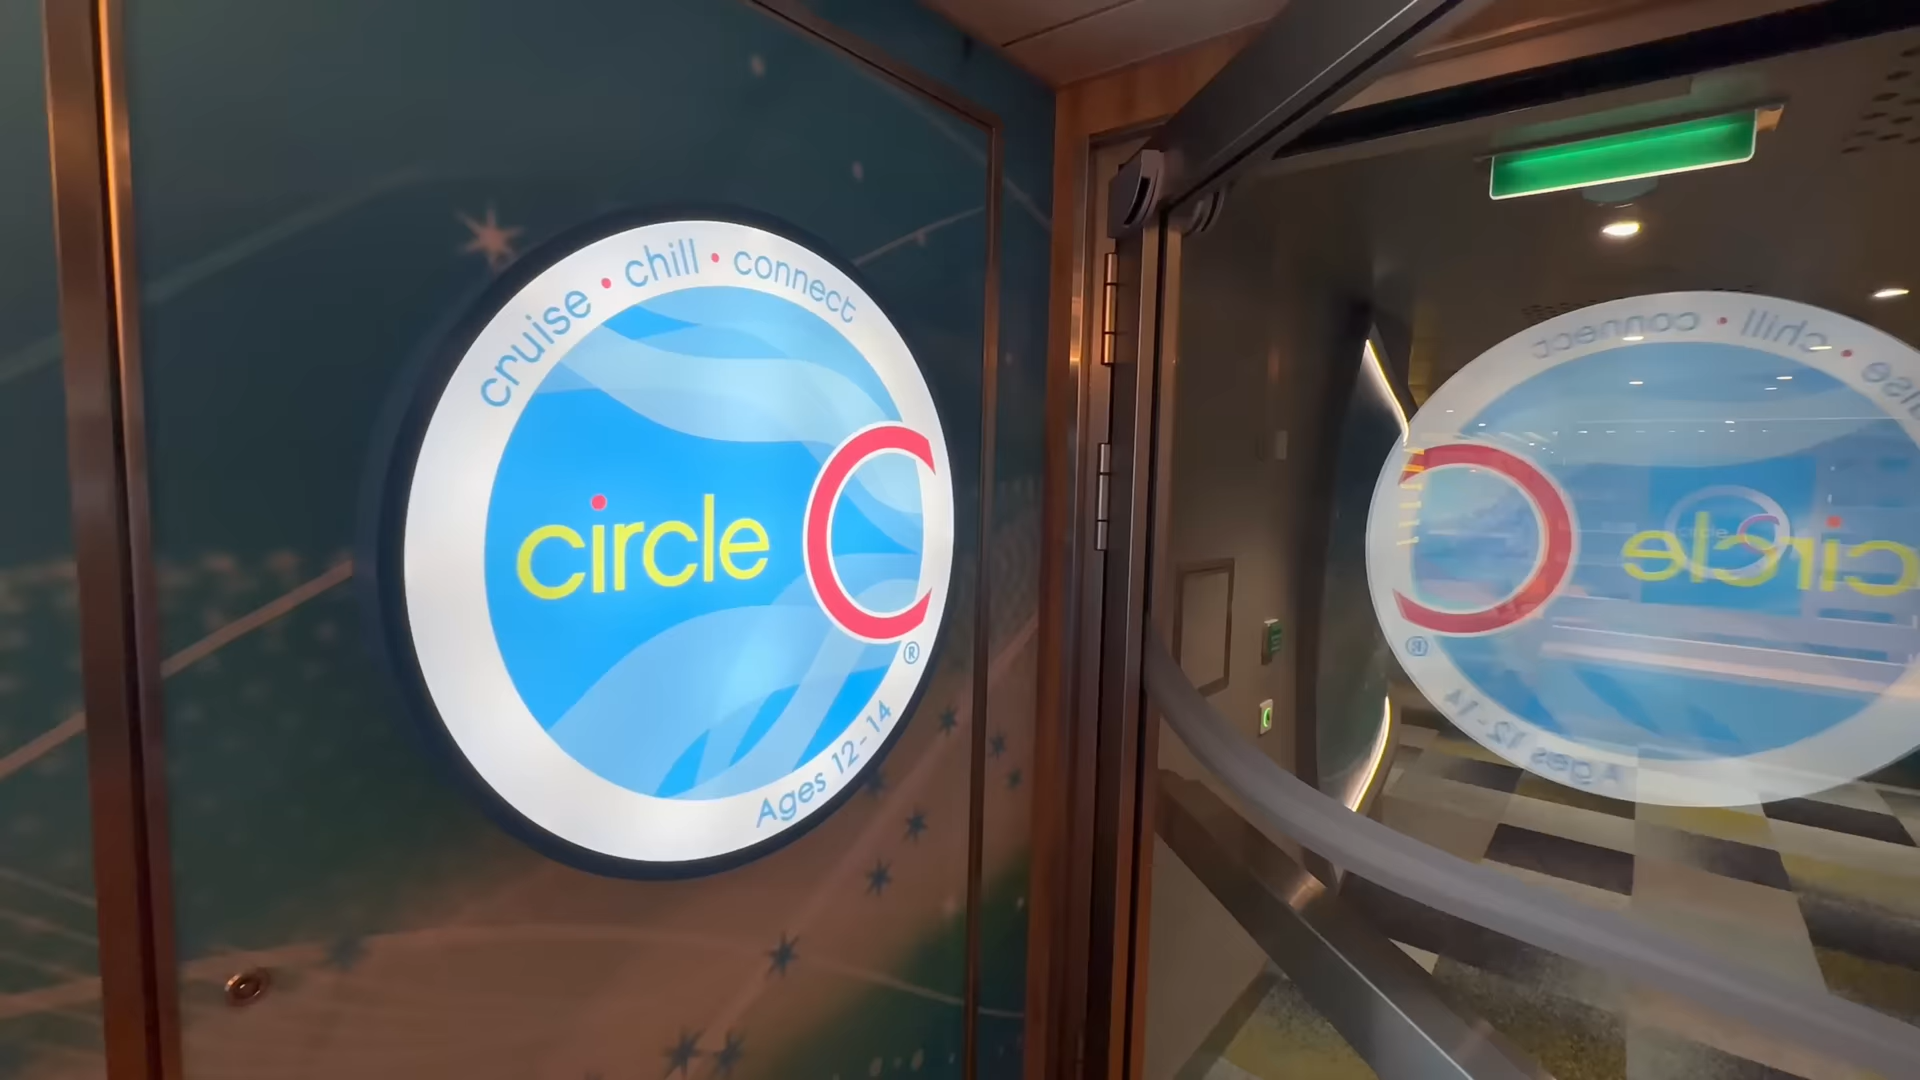 cruise • chill • connect
circle C
®
Ages 12-14